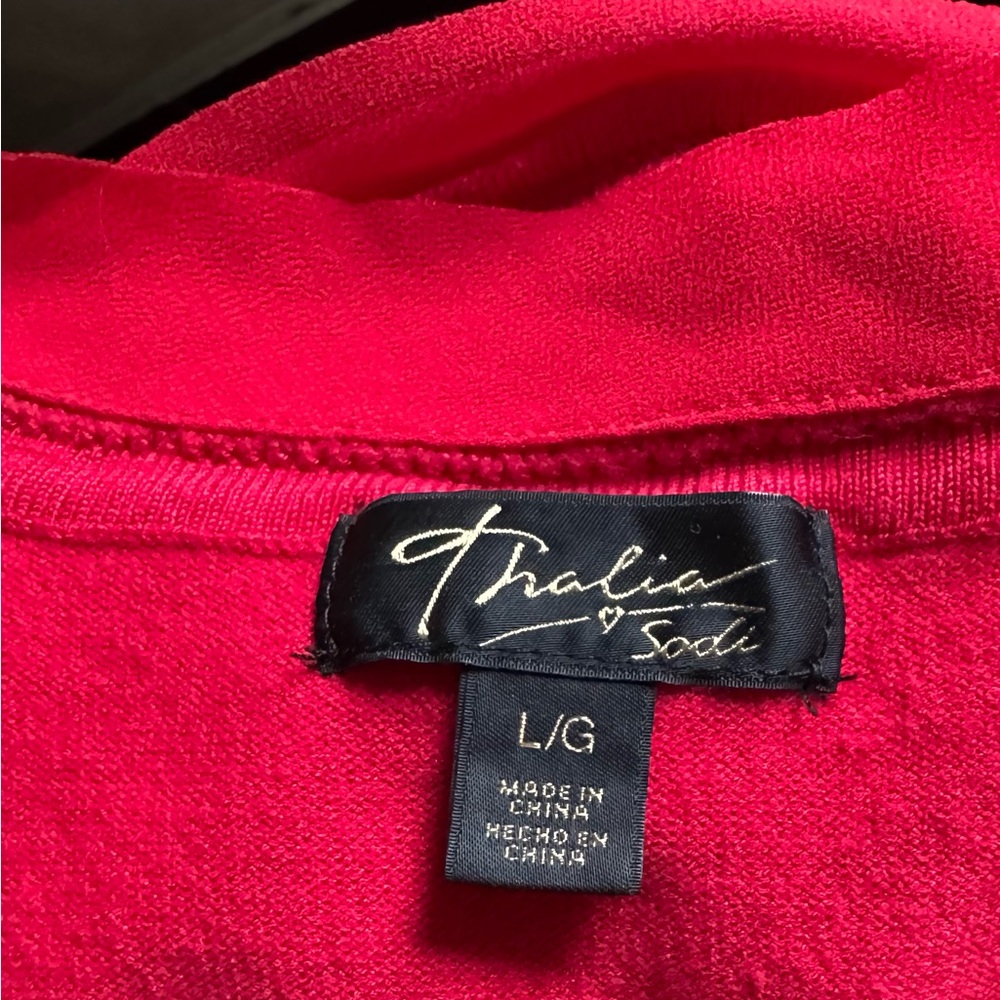 Thalia
Sodi
L/G
MADE IN
CHINA
HECHO EN
CHINA